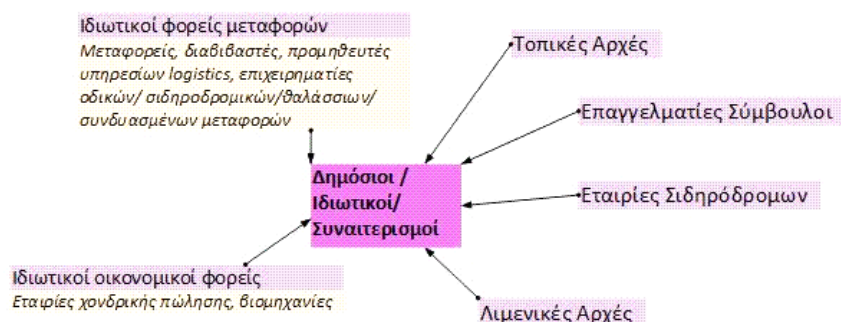 Ιδιωτικοί φορείς μεταφορών
Μεταφορείς, διαβιβαστές, προμηθευτές
υπηρεσίων logistics, επιχειρηματίες
οδικών/ σιδηροδρομικών/θαλάσσιων/
συνδυασμένων μεταφορών
Τοπικές Αρχές
Επαγγελματίες Σύμβουλοι
Δημόσιοι /
Ιδιωτικοί/
Συναιτερισμοί
Εταιρίες Σιδηρόδρομων
Ιδιωτικοί οικονομικοί φορείς
Εταιρίες χονδρικής πώλησης, βιομηχανίες
Λιμενικές Αρχές